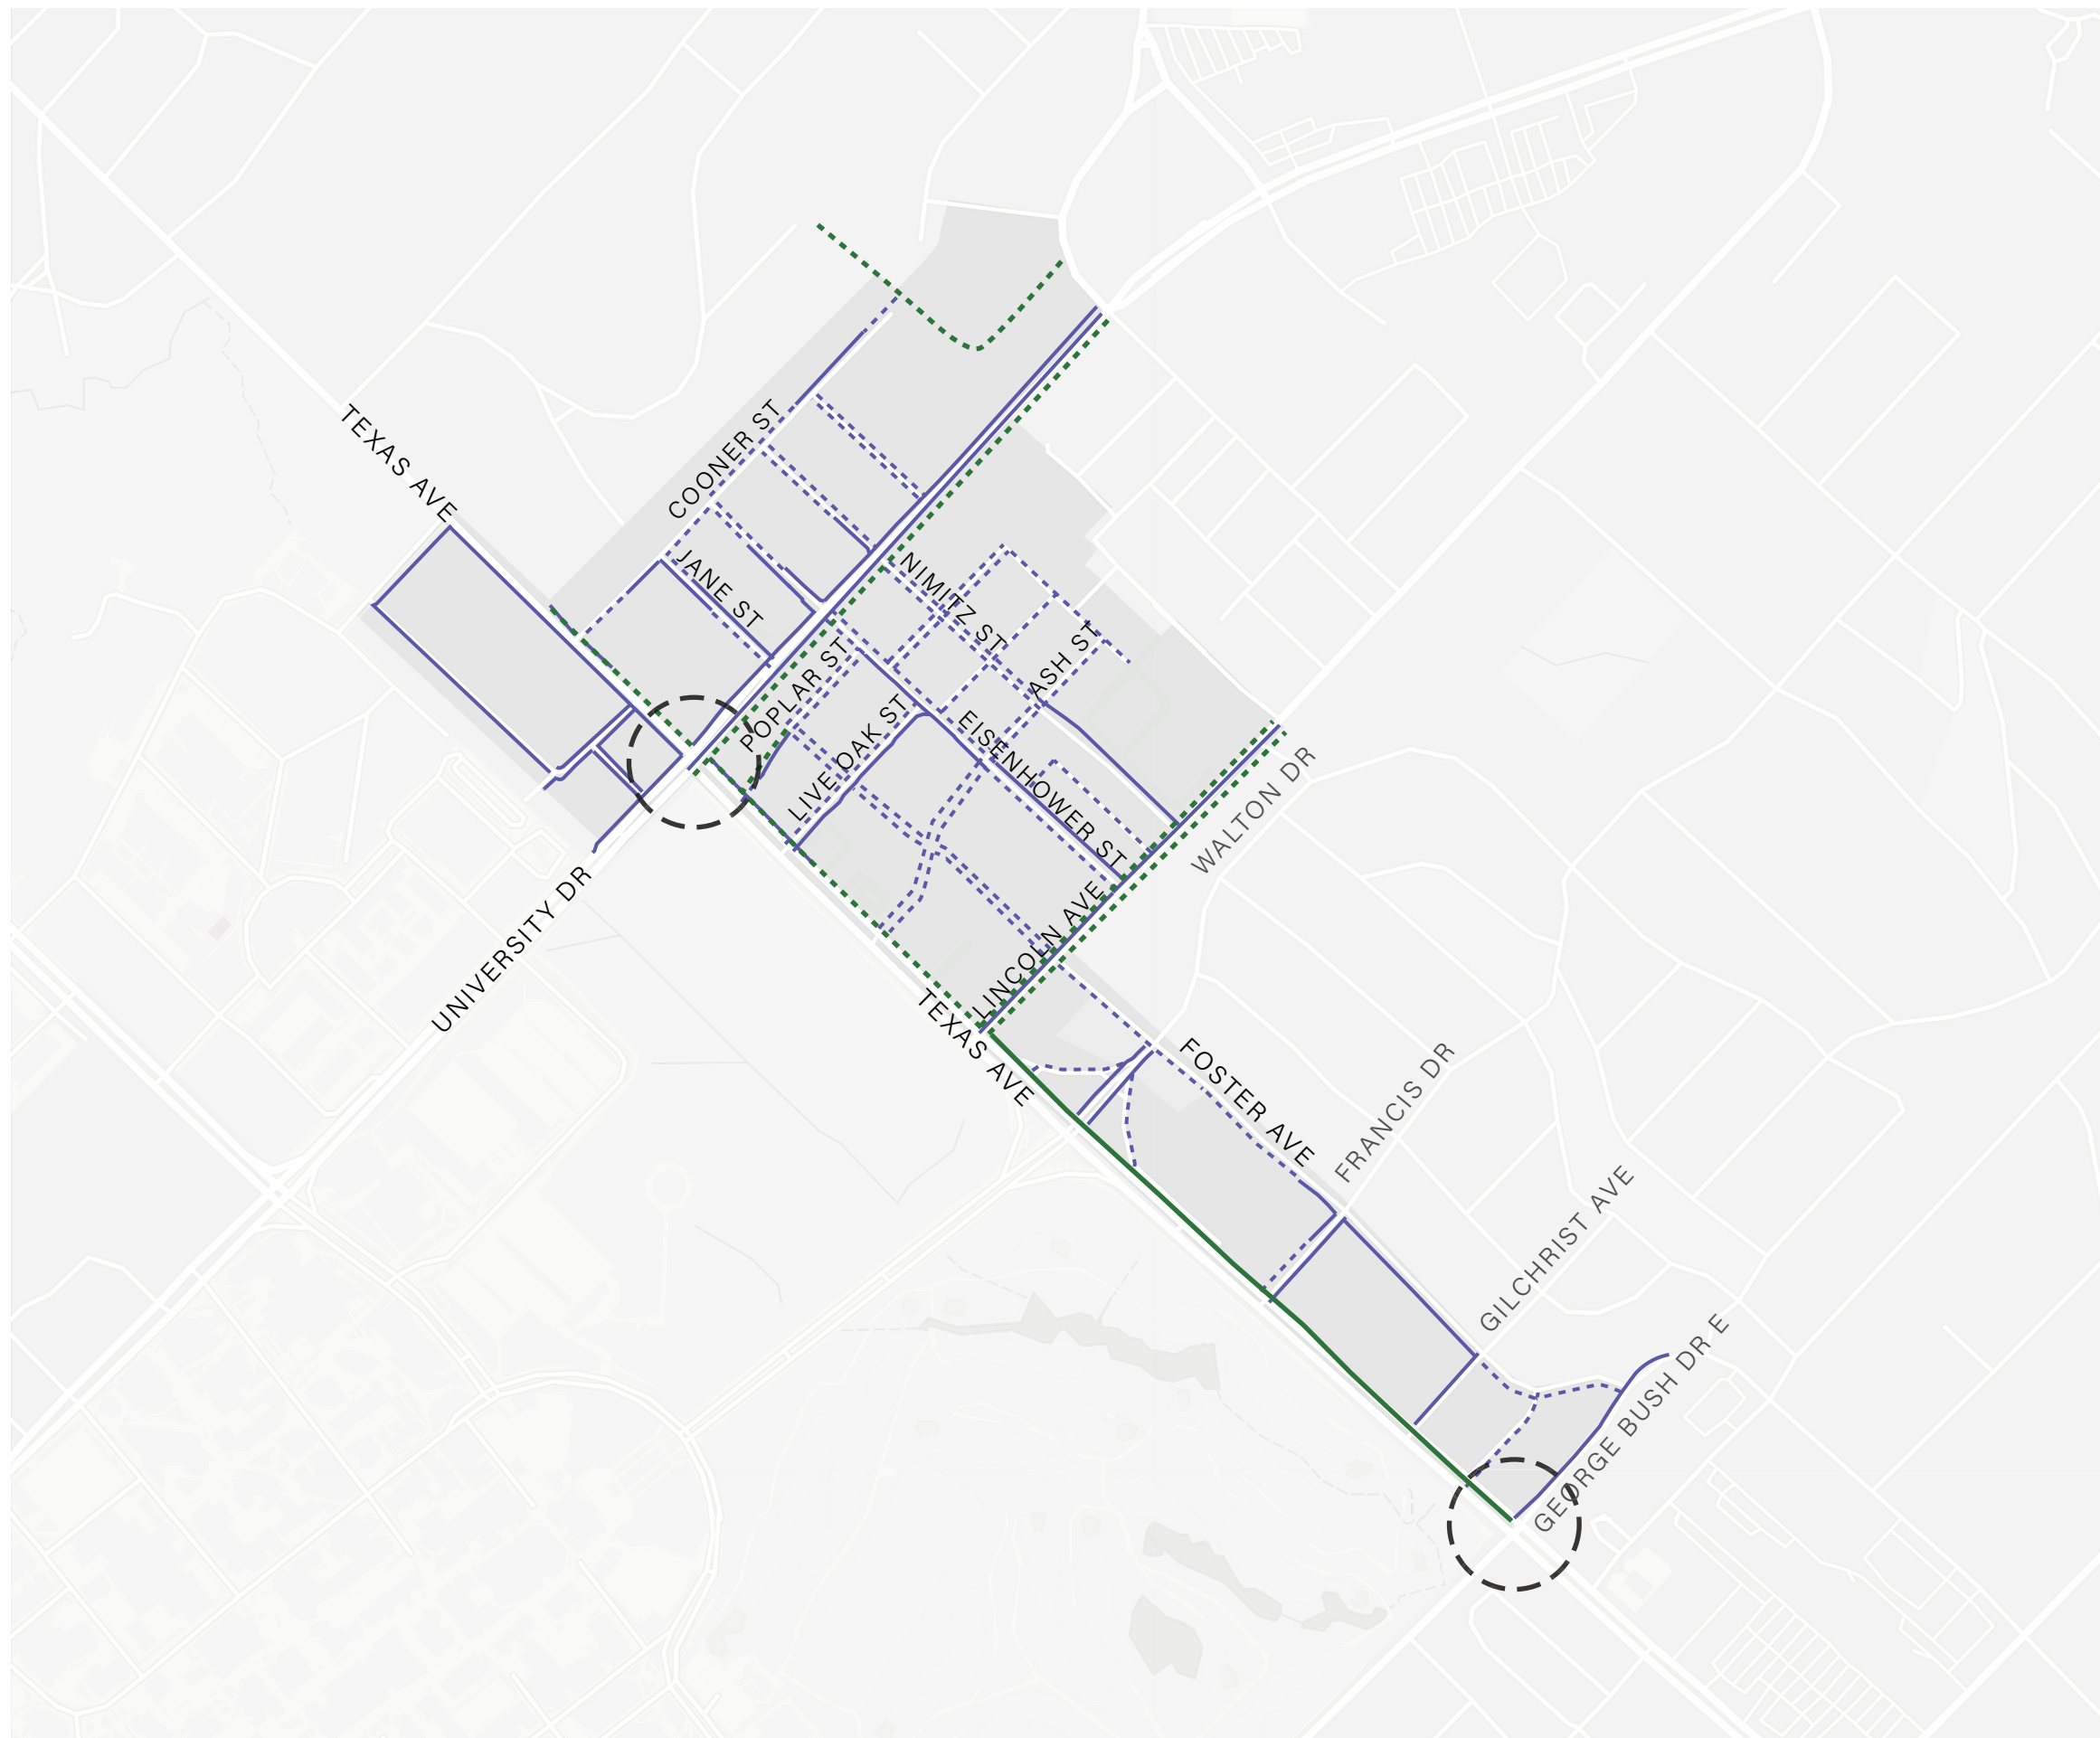 TEXAS AVE
COONER ST
JANE ST
NIMITZ ST
ASH ST
POPLAR ST
LIVE OAK ST
EISENHOWER ST
WALTON DR
UNIVERSITY DR
LINCOLN AVE
TEXAS AVE
FOSTER AVE
FRANCIS DR
GILCHRIST AVE
GEORGE BUSH DR E